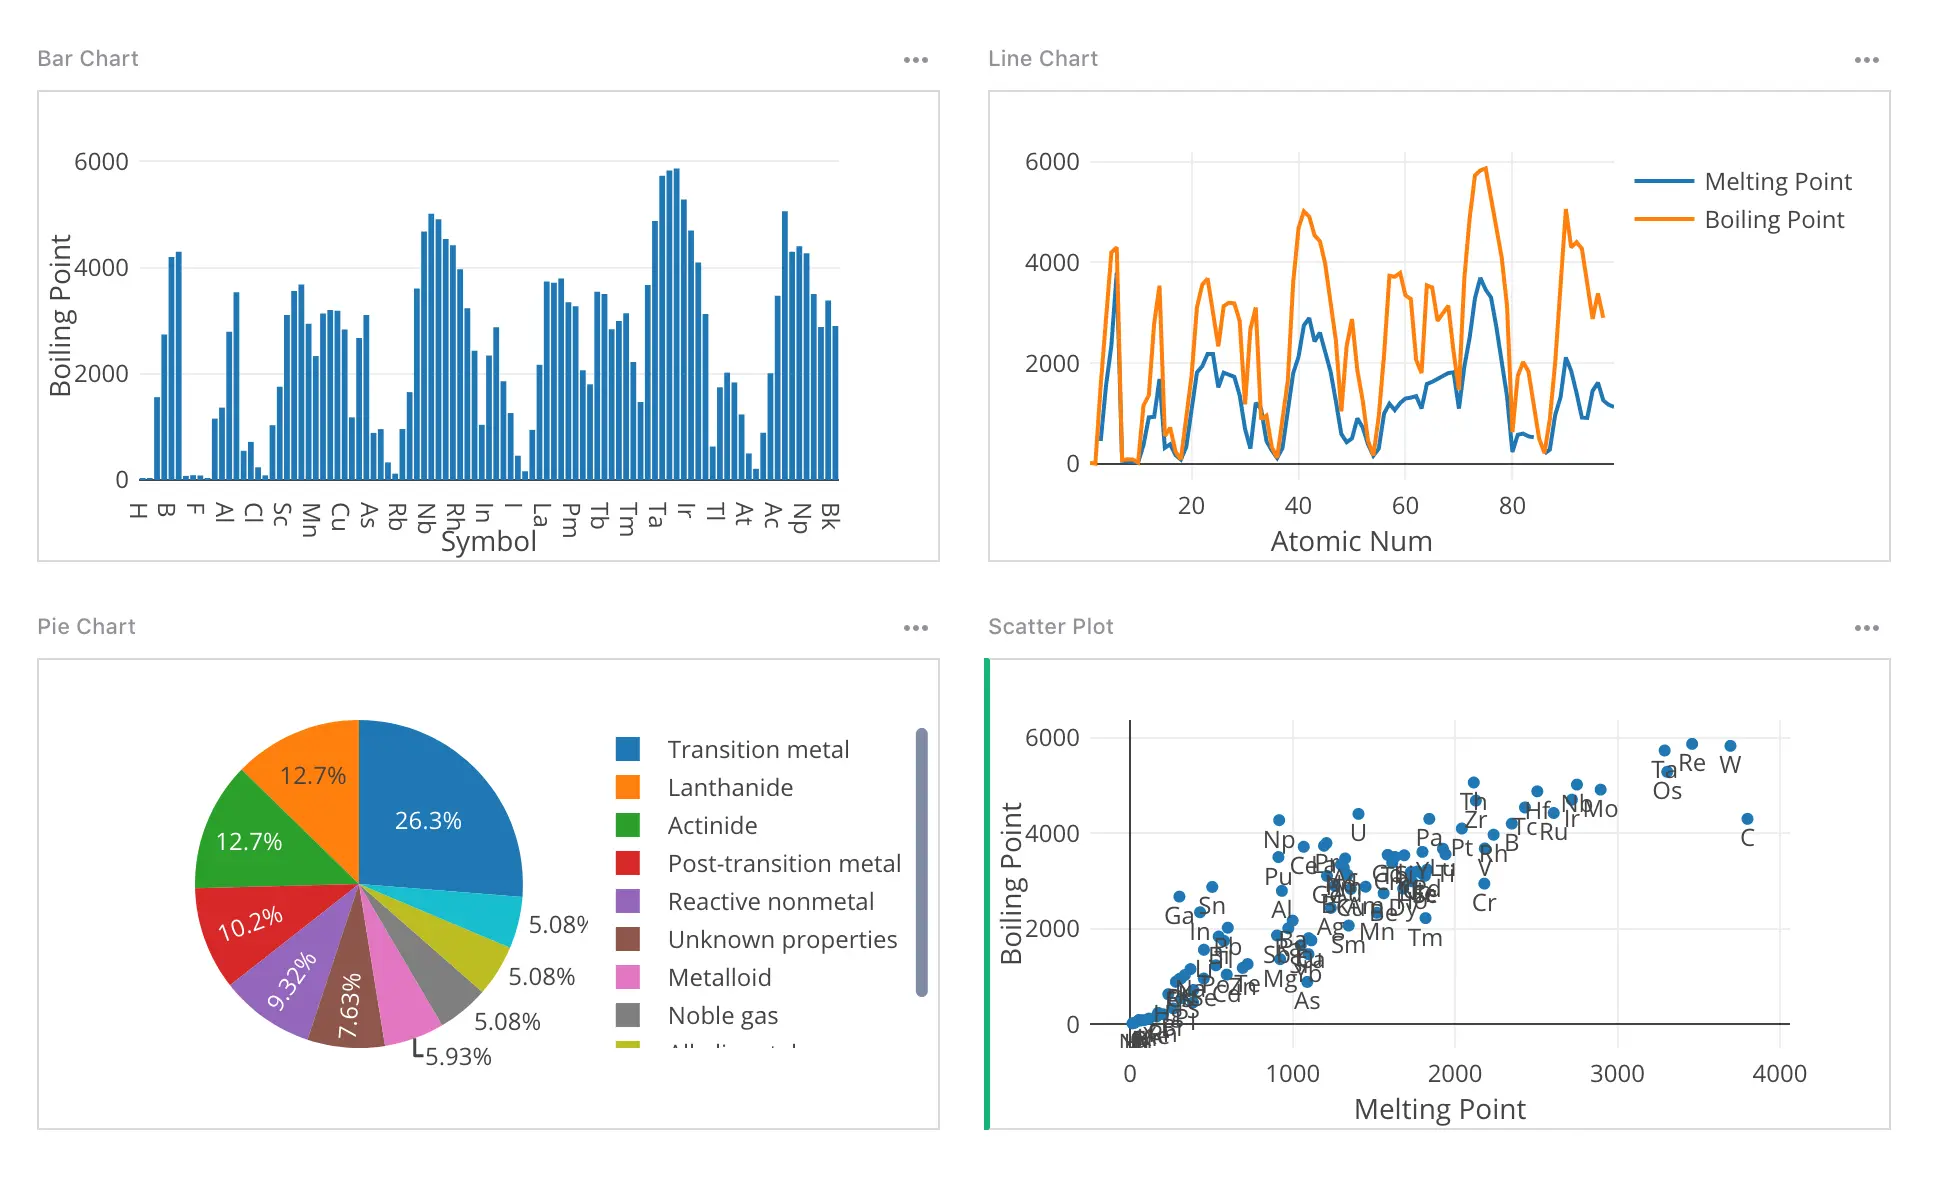 Bar Chart
6000
4000
2000
0
Boiling Point
H B F Al Cl Sc Mn Cu As Rb Nb Rh In I La Pm Tb Tm Ta Ir Tl At Ac Np Bk
Symbol
Line Chart
6000
4000
2000
0
20 40 60 80
Atomic Num
Melting Point
Boiling Point
Pie Chart
26.3%
12.7%
12.7%
10.2%
9.32%
7.63%
5.93%
5.08%
5.08%
5.08%
Transition metal
Lanthanide
Actinide
Post-transition metal
Reactive nonmetal
Unknown properties
Metalloid
Noble gas
Scatter Plot
6000
4000
2000
0
Boiling Point
Ta Re W
Os
Th Hf Nb Mo
Zr Tc Ru Ir
Np U Pa Pt Rh B C
Ce Pr
Pu V
Al Cr
Ga Sn
In Ag Mn Tm
Sm
Mg
Te
Cd
As
0 1000 2000 3000 4000
Melting Point